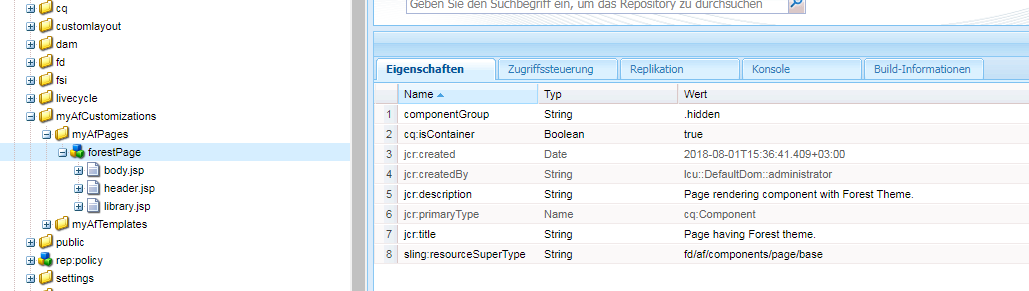 cq
customlayout
dam
fd
fsi
livecycle
myAfCustomizations
myAfPages
forestPage
body.jsp
header.jsp
library.jsp
myAfTemplates
public
rep:policy
settings
Geben Sie den Suchbegriff ein, um das Repository zu durchsuchen
Eigenschaften Zugriffssteuerung Replikation Konsole Build-Informationen
Name Typ Wert
1 componentGroup String .hidden
2 cq:isContainer Boolean true
3 jcr:created Date 2018-08-01T15:36:41.409+03:00
4 jcr:createdBy String lcu::DefaultDom::administrator
5 jcr:description String Page rendering component with Forest Theme.
6 jcr:primaryType Name cq:Component
7 jcr:title String Page having Forest theme.
8 sling:resourceSuperType String fd/af/components/page/base